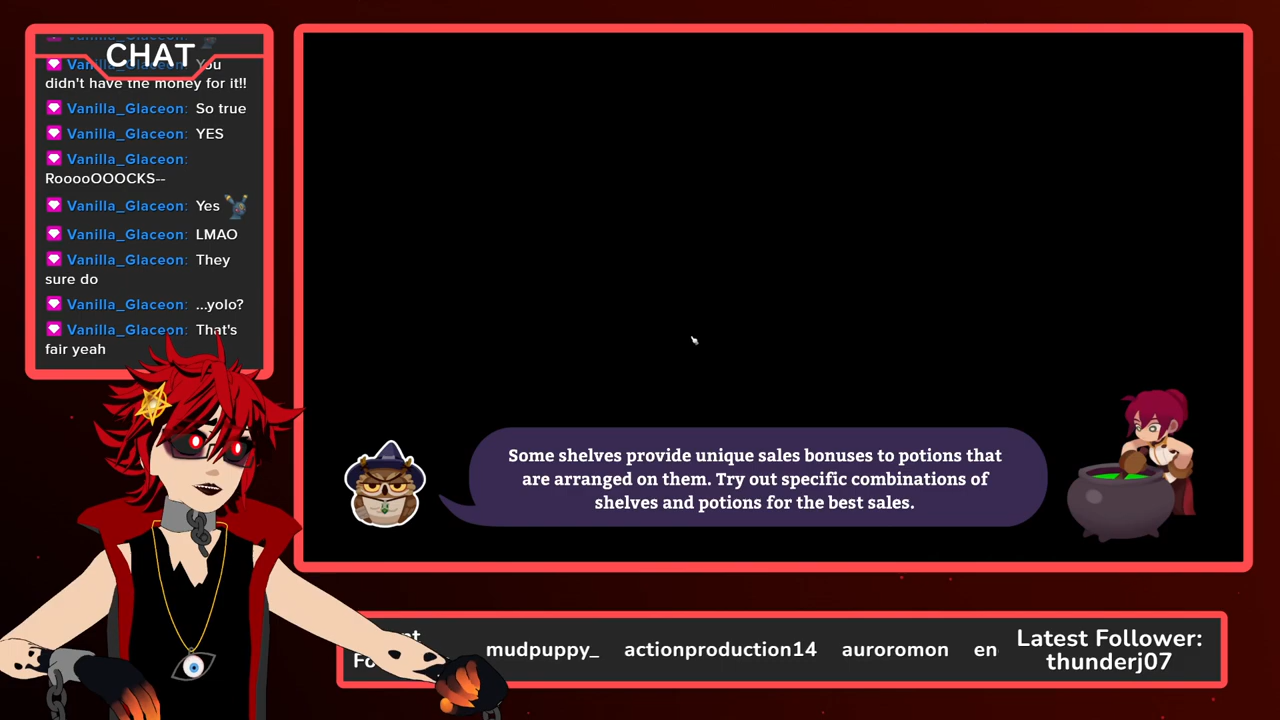 CHAT
Vanilla_Glaceon: You
didn't have the money for it!!
Vanilla_Glaceon: So true
Vanilla_Glaceon: YES
Vanilla_Glaceon:
RooooOOOCKS--
Vanilla_Glaceon: Yes
Vanilla_Glaceon: LMAO
Vanilla_Glaceon: They
sure do
Vanilla_Glaceon: ...yolo?
Vanilla_Glaceon: That's
fair yeah
Some shelves provide unique sales bonuses to potions that
are arranged on them. Try out specific combinations of
shelves and potions for the best sales.
mudpuppy_ actionproduction14 auroromon en
Latest Follower:
thunderj07